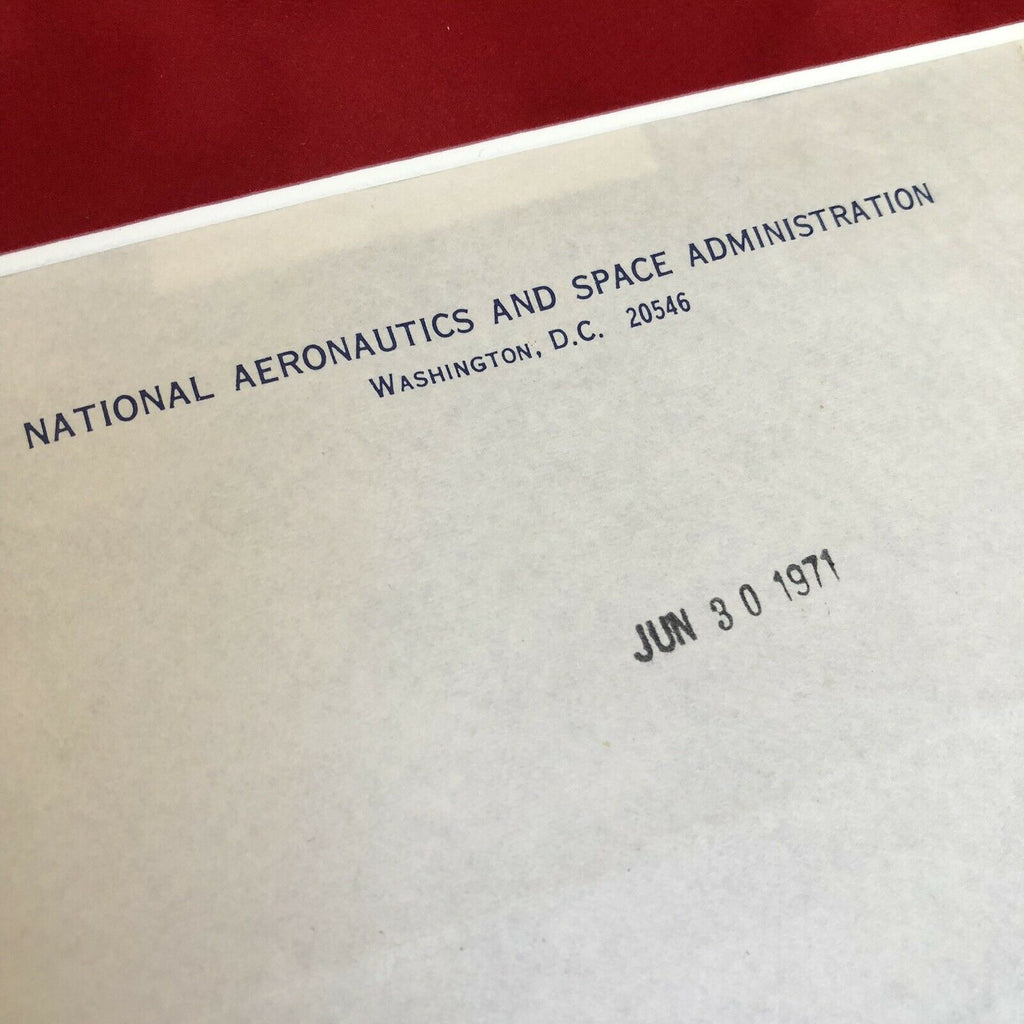 NATIONAL AERONAUTICS AND SPACE ADMINISTRATION
WASHINGTON, D.C. 20546
JUN 30 1971